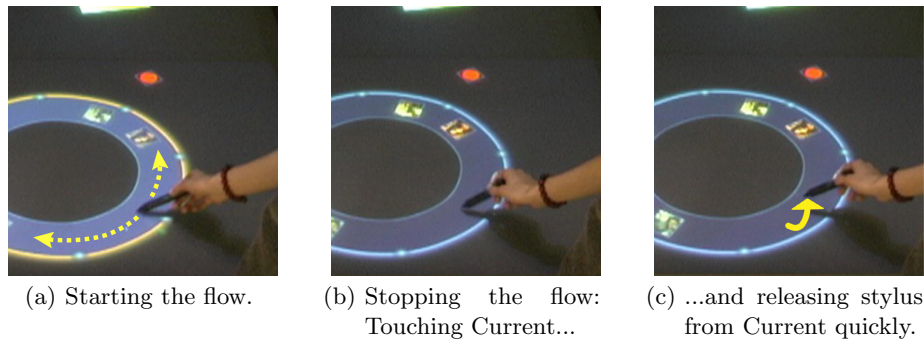 (a) Starting the flow.
(b) Stopping the flow:
Touching Current...
(c) ...and releasing stylus
from Current quickly.